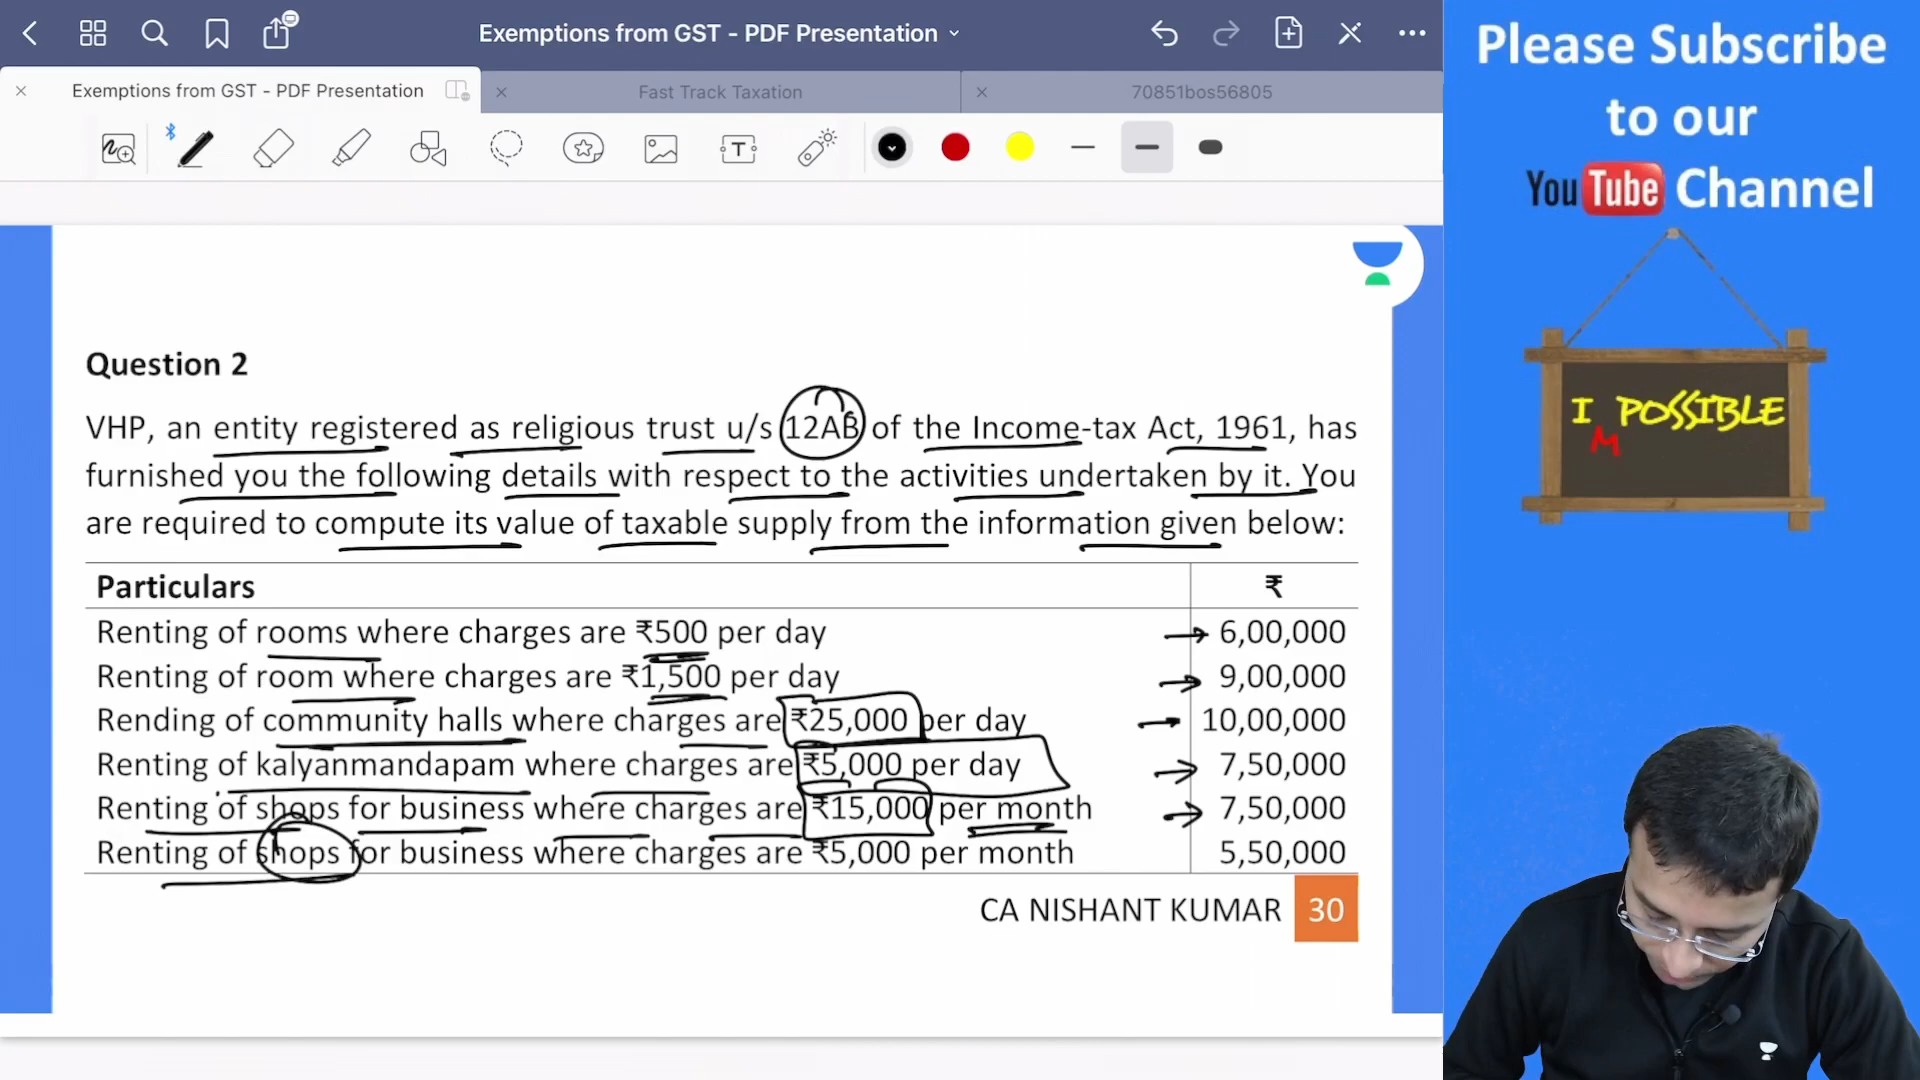 Exemptions from GST - PDF Presentation
Exemptions from GST - PDF Presentation
Fast Track Taxation
70851bos56805
T
Please Subscribe
to our
YouTube Channel
I POSSIBLE
M
Question 2
VHP, an entity registered as religious trust u/s 12AB of the Income-tax Act, 1961, has
furnished you the following details with respect to the activities undertaken by it. You
are required to compute its value of taxable supply from the information given below:
Particulars ₹
Renting of rooms where charges are ₹500 per day 6,00,000
Renting of room where charges are ₹1,500 per day 9,00,000
Rending of community halls where charges are ₹25,000 per day 10,00,000
Renting of kalyanmandapam where charges are ₹5,000 per day 7,50,000
Renting of shops for business where charges are ₹15,000 per month 7,50,000
Renting of shops for business where charges are ₹5,000 per month 5,50,000
CA NISHANT KUMAR 30